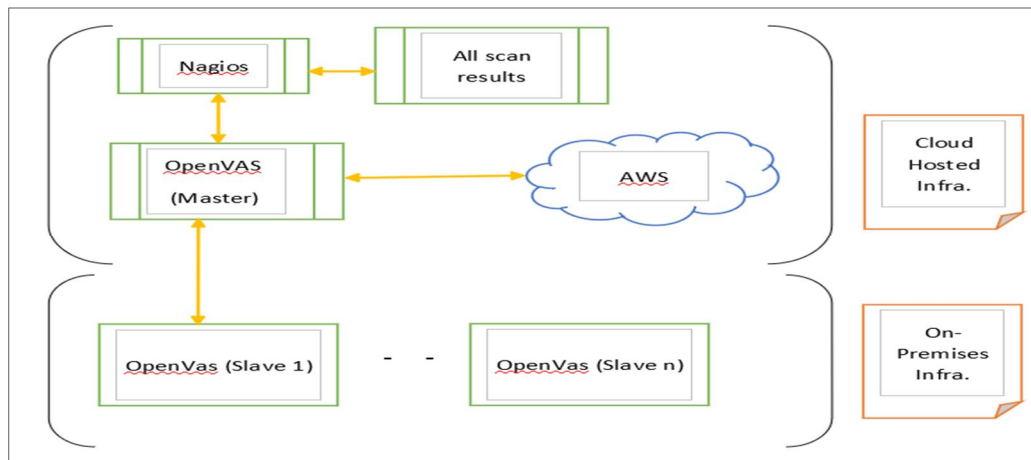 Nagios
All scan
results
OpenVAS
(Master)
AWS
Cloud
Hosted
Infra.
OpenVas (Slave 1)
- -
OpenVas (Slave n)
On-
Premises
Infra.